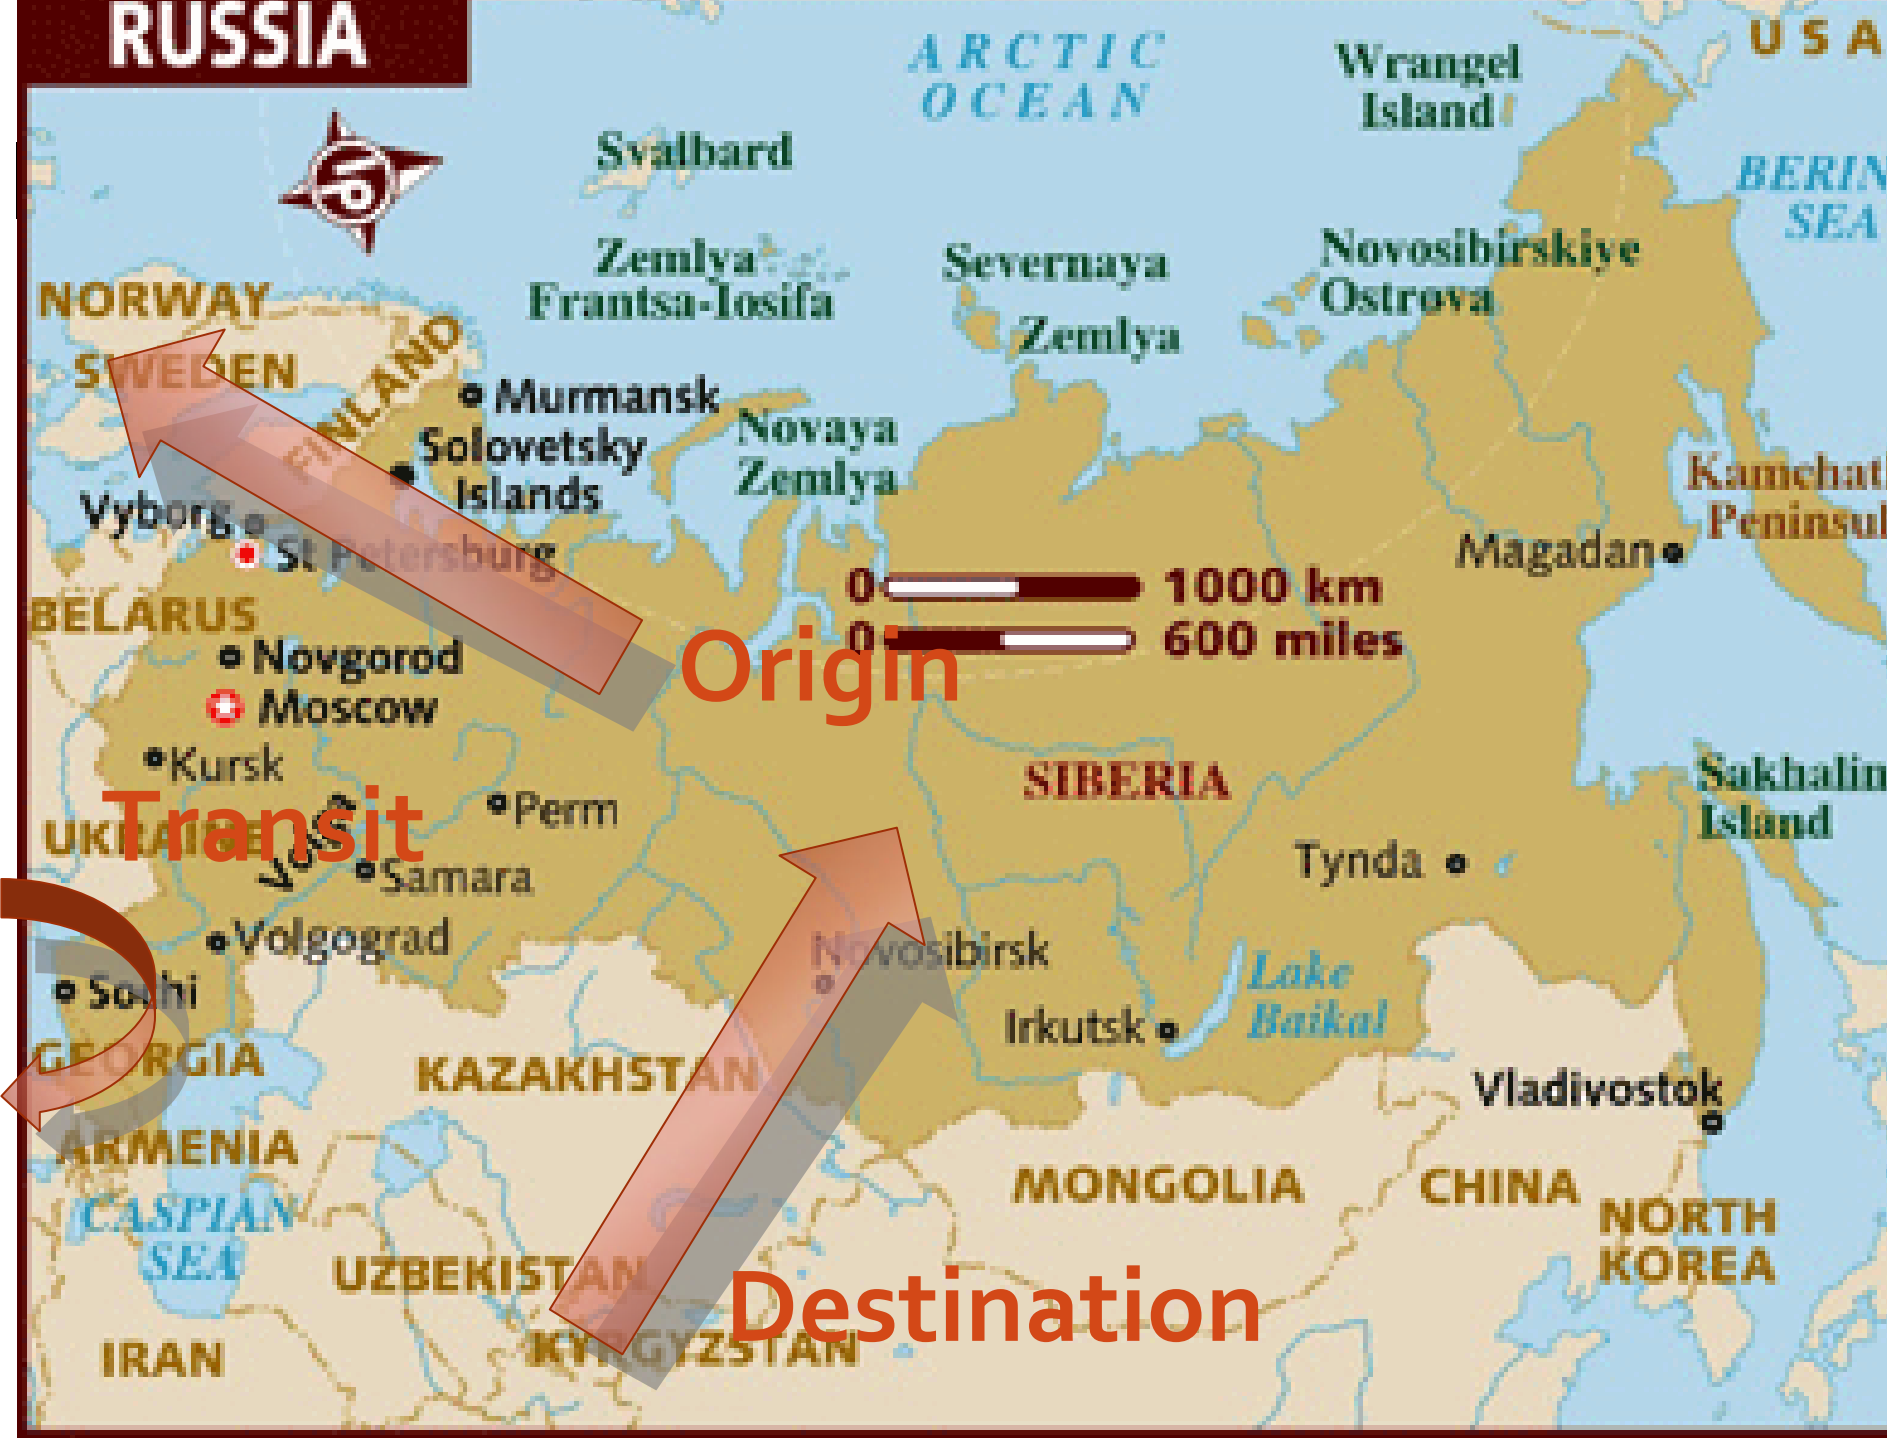 RUSSIA
ARCTIC
OCEAN
Wrangel
Island
USA
BERIN
SEA
Svalbard
Zemlya
Frantsa-Iosifa
Severnaya
Zemlya
Novosibirskiye
Ostrova
NORWAY
SWEDEN
FINLAND
Murmansk
Solovetsky
Islands
Novaya
Zemlya
Vyborg
St Petersburg
Kamchat
Peninsul
Magadan
BELARUS
0 1000 km
0 600 miles
Origin
Novgorod
Moscow
Kursk
SIBERIA
Sakhalin
Island
Transit
UKRAINE
Volga
Perm
Samara
Tynda
Volgograd
Novosibirsk
Sochi
Irkutsk
Lake
Baikal
GEORGIA
KAZAKHSTAN
Vladivostok
ARMENIA
MONGOLIA
CHINA
CASPIAN
SEA
NORTH
KOREA
UZBEKISTAN
Destination
IRAN
KYRGYZSTAN